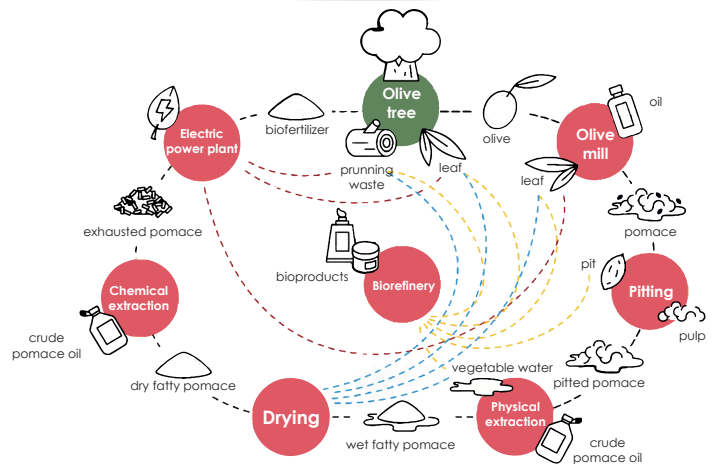 Olive
tree
oil
Electric
power plant
biofertilizer
olive
Olive
mill
prunning
waste
leaf
leaf
exhausted pomace
pomace
bioproducts
Biorefinery
pit
Pitting
Chemical
extraction
pulp
crude
pomace oil
vegetable water
pitted pomace
dry fatty pomace
Drying
wet fatty pomace
Physical
extraction
crude
pomace oil